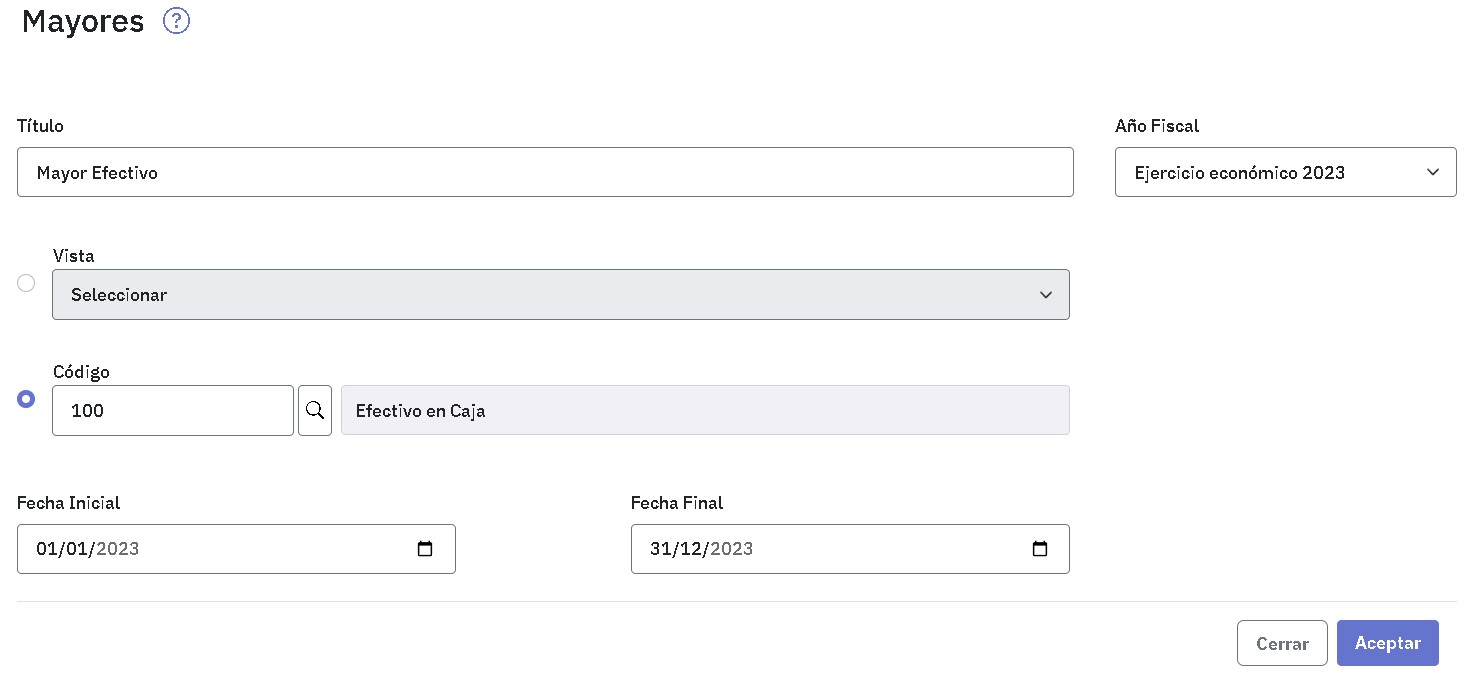 Mayores ?
Título
Año Fiscal
Mayor Efectivo
Ejercicio económico 2023
Vista
Seleccionar
Código
100
Efectivo en Caja
Fecha Inicial
Fecha Final
01/01/2023
31/12/2023
Cerrar
Aceptar